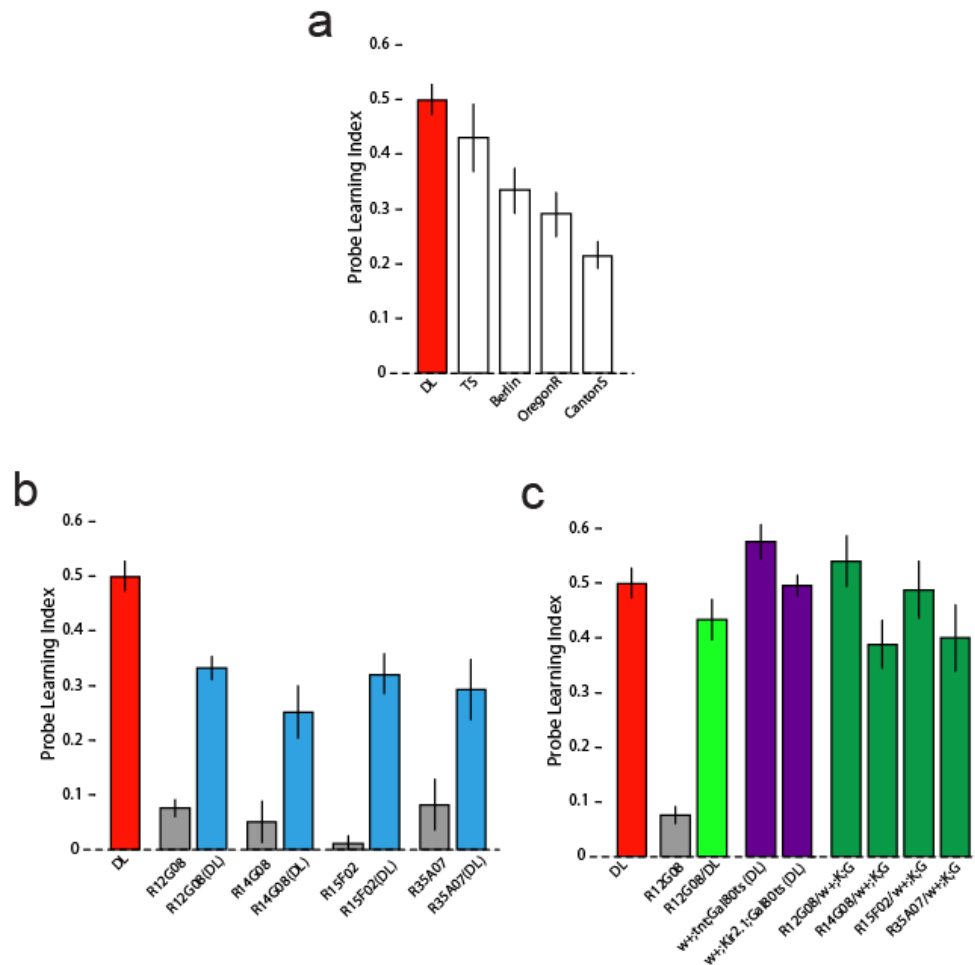 a
Probe Learning Index
0.6
0.5
0.4
0.3
0.2
0.1
0
DL
TS
Berlin
OregonR
CantonS
b
Probe Learning Index
0.6
0.5
0.4
0.3
0.2
0.1
0
DL
R12G08
R12G08(DL)
R14G08
R14G08(DL)
R15F02
R15F02(DL)
R35A07
R35A07(DL)
c
Probe Learning Index
0.6
0.5
0.4
0.3
0.2
0.1
0
DL
R12G08
R12G08/DL
w+;tnt;Gal80ts (DL)
w+;Kir2.1;Gal80ts (DL)
R12G08/w+;K;G
R14G08/w+;K;G
R15F02/w+;K;G
R35A07/w+;K;G